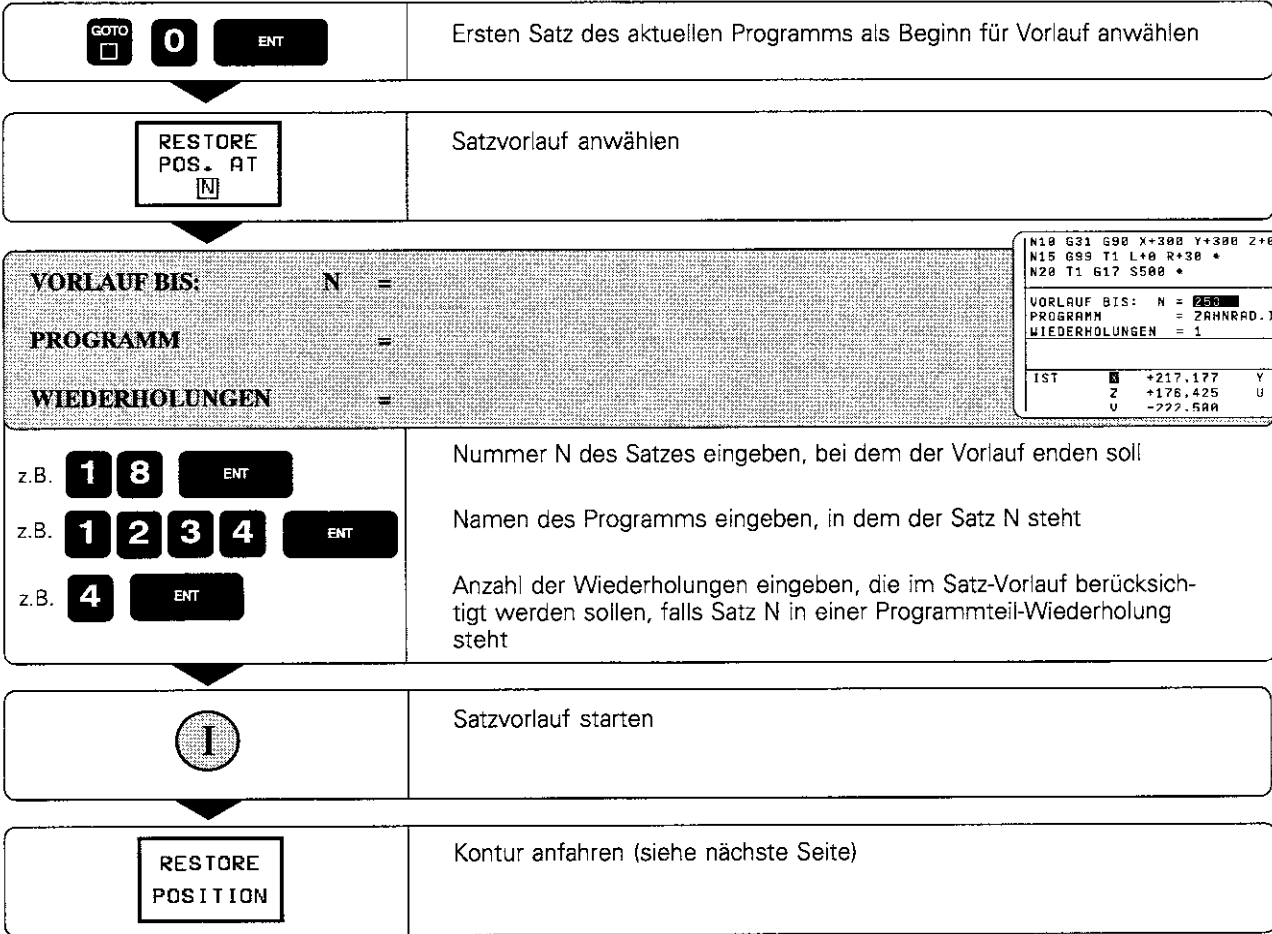 GOTO 0 ENT
Ersten Satz des aktuellen Programms als Beginn für Vorlauf anwählen
RESTORE
POS. AT
N
Satzvorlauf anwählen
VORLAUF BIS: N =
PROGRAMM =
WIEDERHOLUNGEN =
N10 G31 G90 X+300 Y+300 Z+0
N15 G99 T1 L+0 R+30 *
N20 T1 G17 S500 *
VORLAUF BIS: N = 250
PROGRAMM = ZAHNRAD.I
WIEDERHOLUNGEN = 1
IST X +217,177 Y
Z +176,425
V -222,500
z.B. 1 8 ENT
Nummer N des Satzes eingeben, bei dem der Vorlauf enden soll
z.B. 1 2 3 4 ENT
Namen des Programms eingeben, in dem der Satz N steht
z.B. 4 ENT
Anzahl der Wiederholungen eingeben, die im Satz-Vorlauf berücksich-
tigt werden sollen, falls Satz N in einer Programmteil-Wiederholung
steht
I
Satzvorlauf starten
RESTORE
POSITION
Kontur anfahren (siehe nächste Seite)